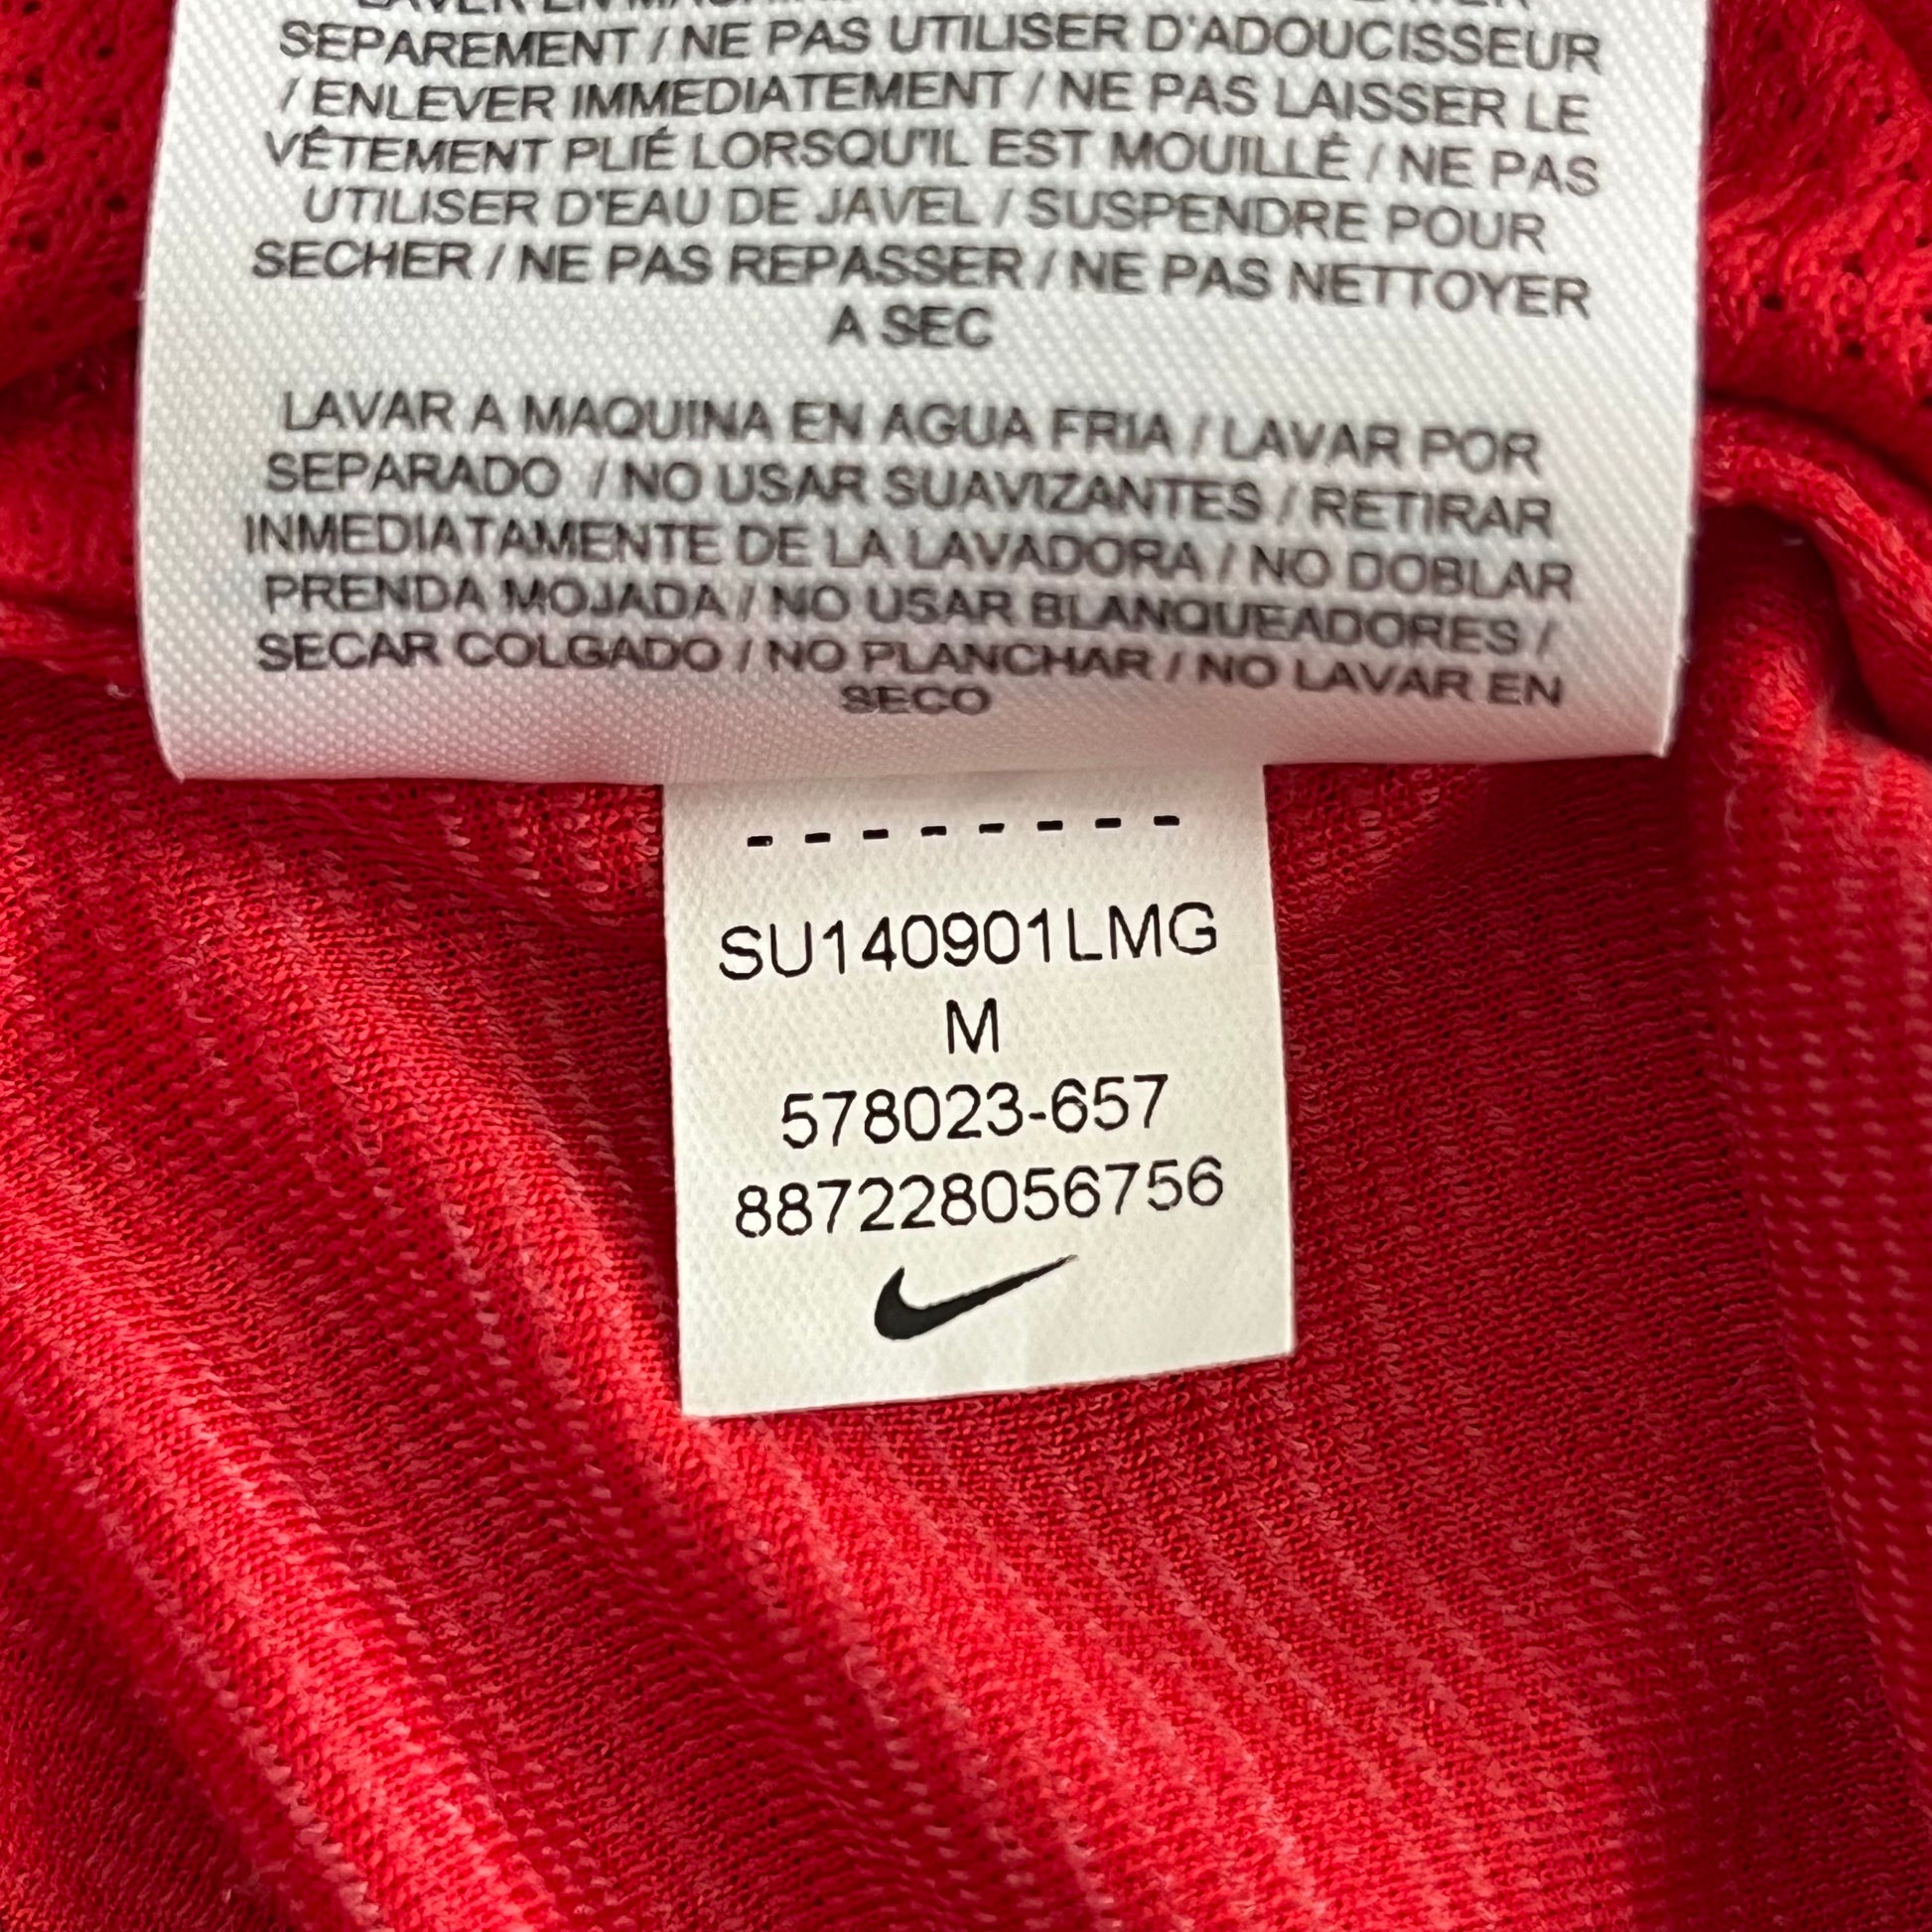 LAVER EN
SEPAREMENT / NE PAS UTILISER D'ADOUCISSEUR
/ ENLEVER IMMEDIATEMENT / NE PAS LAISSER LE
VÊTEMENT PLIÉ LORSQU'IL EST MOUILLÉ / NE PAS
UTILISER D'EAU DE JAVEL / SUSPENDRE POUR
SECHER / NE PAS REPASSER / NE PAS NETTOYER
A SEC
LAVAR A MAQUINA EN AGUA FRIA / LAVAR POR
SEPARADO / NO USAR SUAVIZANTES / RETIRAR
INMEDIATAMENTE DE LA LAVADORA / NO DOBLAR
PRENDA MOJADA / NO USAR BLANQUEADORES /
SECAR COLGADO / NO PLANCHAR / NO LAVAR EN
SECO
--------
SU140901LMG
M
578023-657
887228056756